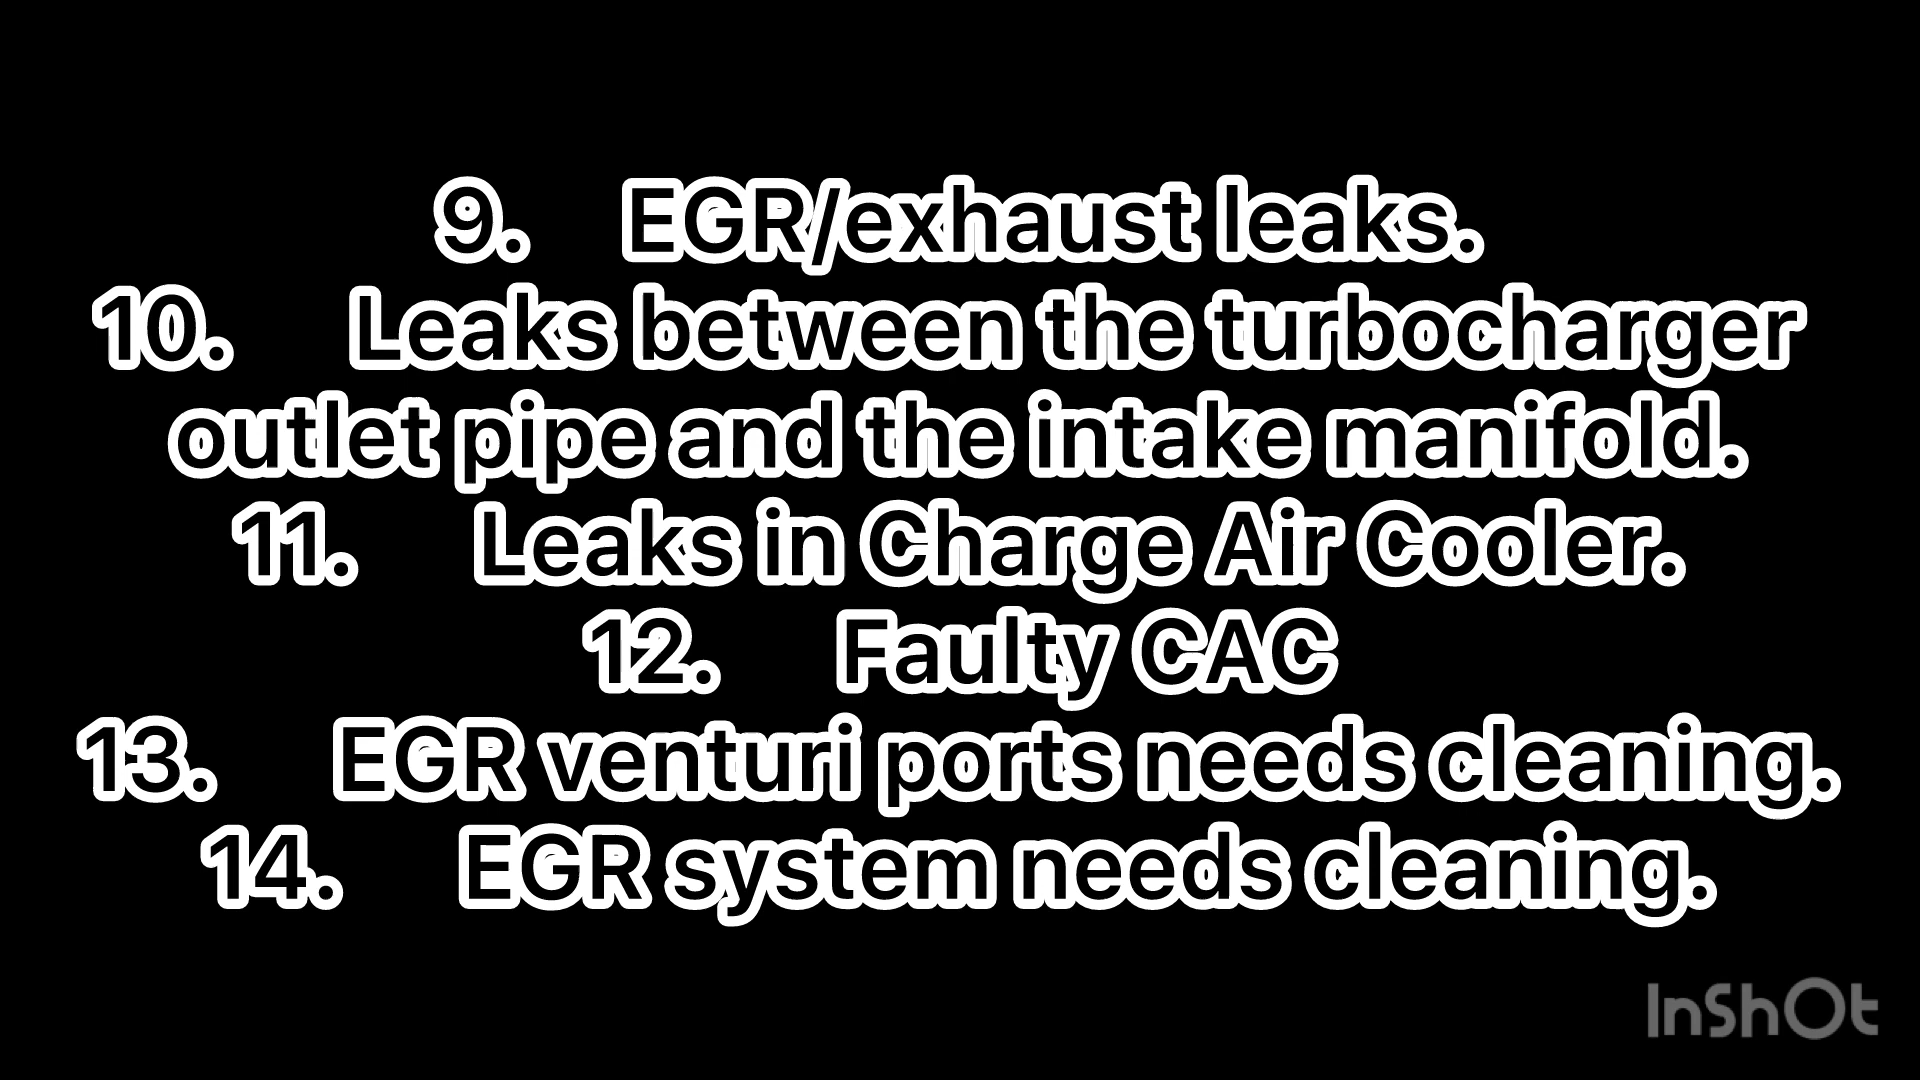 9. EGR/exhaust leaks.
10. Leaks between the turbocharger
outlet pipe and the intake manifold.
11. Leaks in Charge Air Cooler.
12. Faulty CAC
13. EGR venturi ports needs cleaning.
14. EGR system needs cleaning.
InShOt